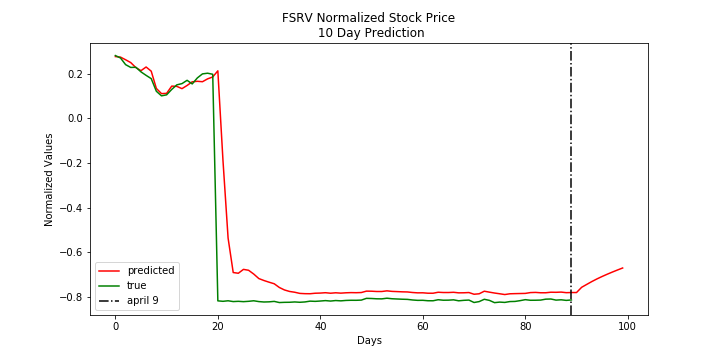 FSRV Normalized Stock Price
10 Day Prediction
Normalized Values
0.2
0.0
−0.2
−0.4
−0.6
−0.8
predicted
true
april 9
0 20 40 60 80 100
Days